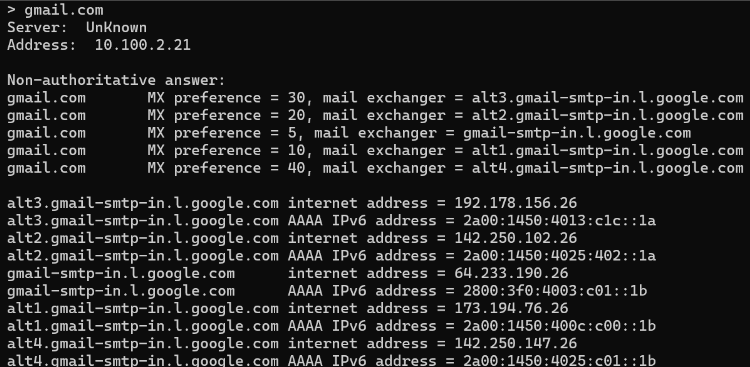 > gmail.com
Server:  UnKnown
Address:  10.100.2.21

Non-authoritative answer:
gmail.com       MX preference = 30, mail exchanger = alt3.gmail-smtp-in.l.google.com
gmail.com       MX preference = 20, mail exchanger = alt2.gmail-smtp-in.l.google.com
gmail.com       MX preference = 5, mail exchanger = gmail-smtp-in.l.google.com
gmail.com       MX preference = 10, mail exchanger = alt1.gmail-smtp-in.l.google.com
gmail.com       MX preference = 40, mail exchanger = alt4.gmail-smtp-in.l.google.com

alt3.gmail-smtp-in.l.google.com internet address = 192.178.156.26
alt3.gmail-smtp-in.l.google.com AAAA IPv6 address = 2a00:1450:4013:c1c::1a
alt2.gmail-smtp-in.l.google.com internet address = 142.250.102.26
alt2.gmail-smtp-in.l.google.com AAAA IPv6 address = 2a00:1450:4025:402::1a
gmail-smtp-in.l.google.com      internet address = 64.233.190.26
gmail-smtp-in.l.google.com      AAAA IPv6 address = 2800:3f0:4003:c01::1b
alt1.gmail-smtp-in.l.google.com internet address = 173.194.76.26
alt1.gmail-smtp-in.l.google.com AAAA IPv6 address = 2a00:1450:400c:c00::1b
alt4.gmail-smtp-in.l.google.com internet address = 142.250.147.26
alt4.gmail-smtp-in.l.google.com AAAA IPv6 address = 2a00:1450:4025:c01::1b